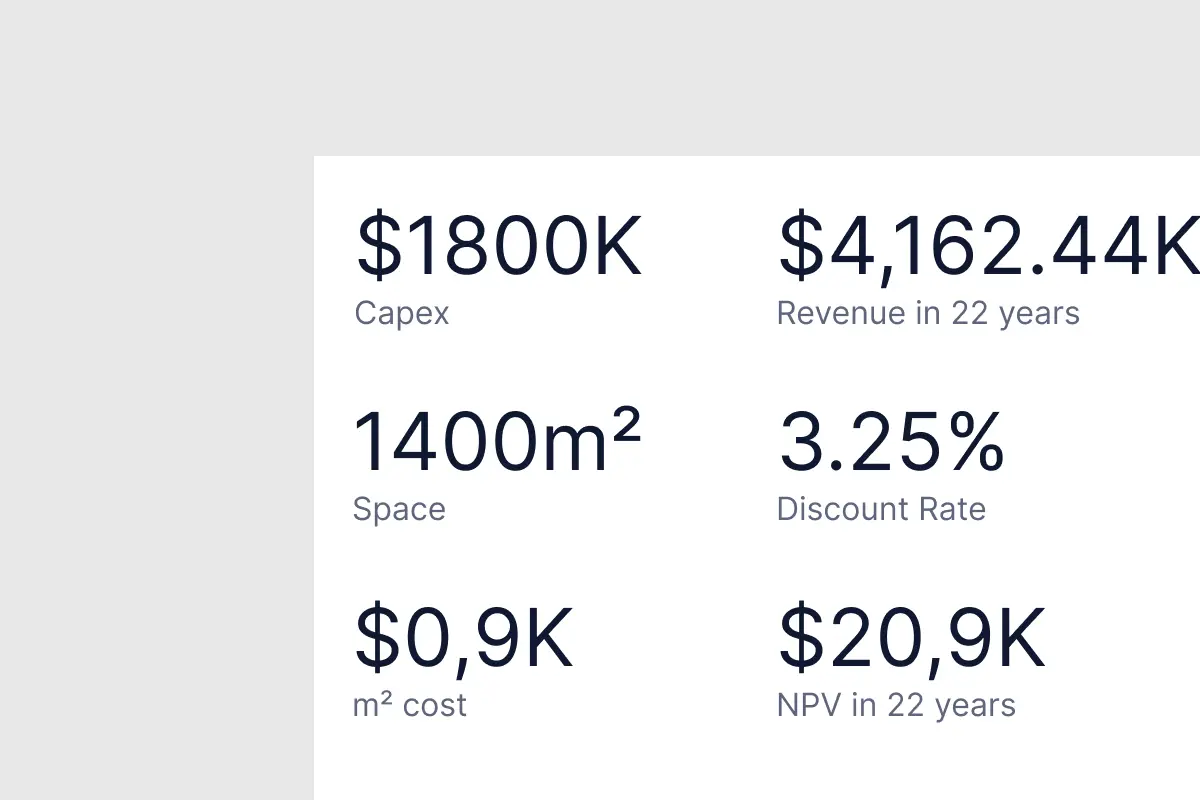 $1800K
Capex
$4,162.44K
Revenue in 22 years
1400m²
Space
3.25%
Discount Rate
$0,9K
m² cost
$20,9K
NPV in 22 years